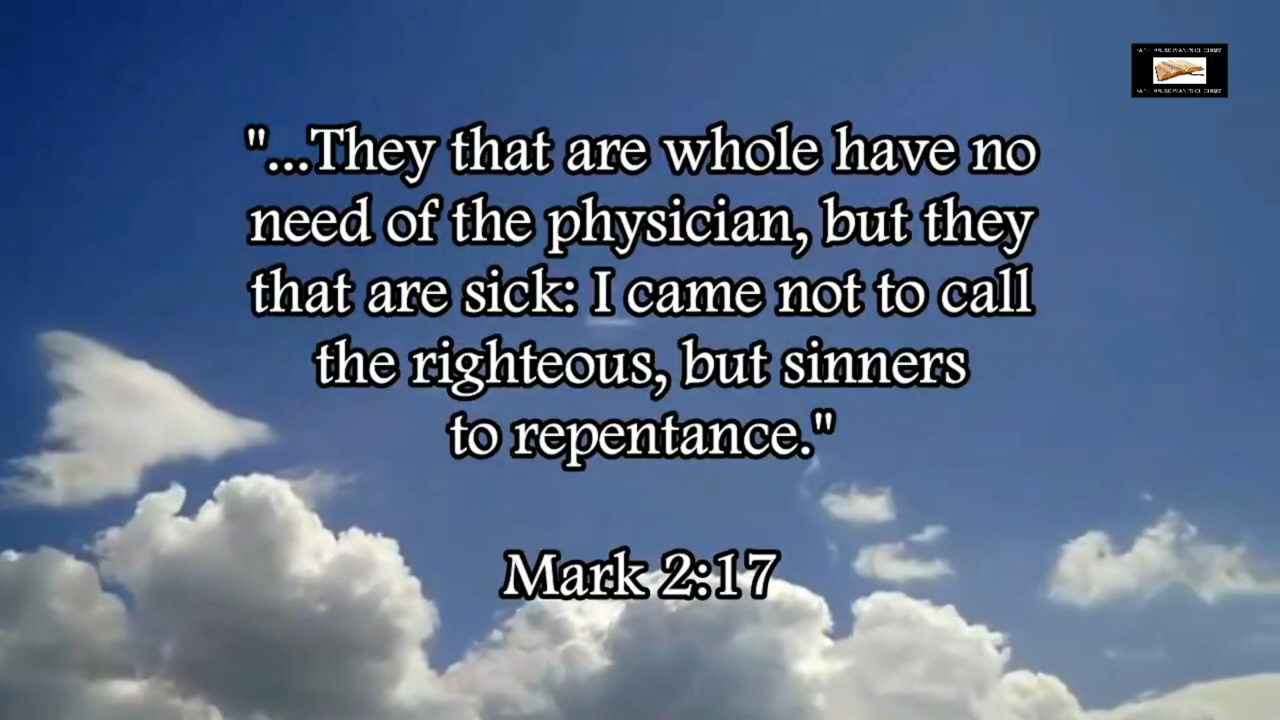 "...They that are whole have no
need of the physician, but they
that are sick: I came not to call
the righteous, but sinners
to repentance."
Mark 2:17